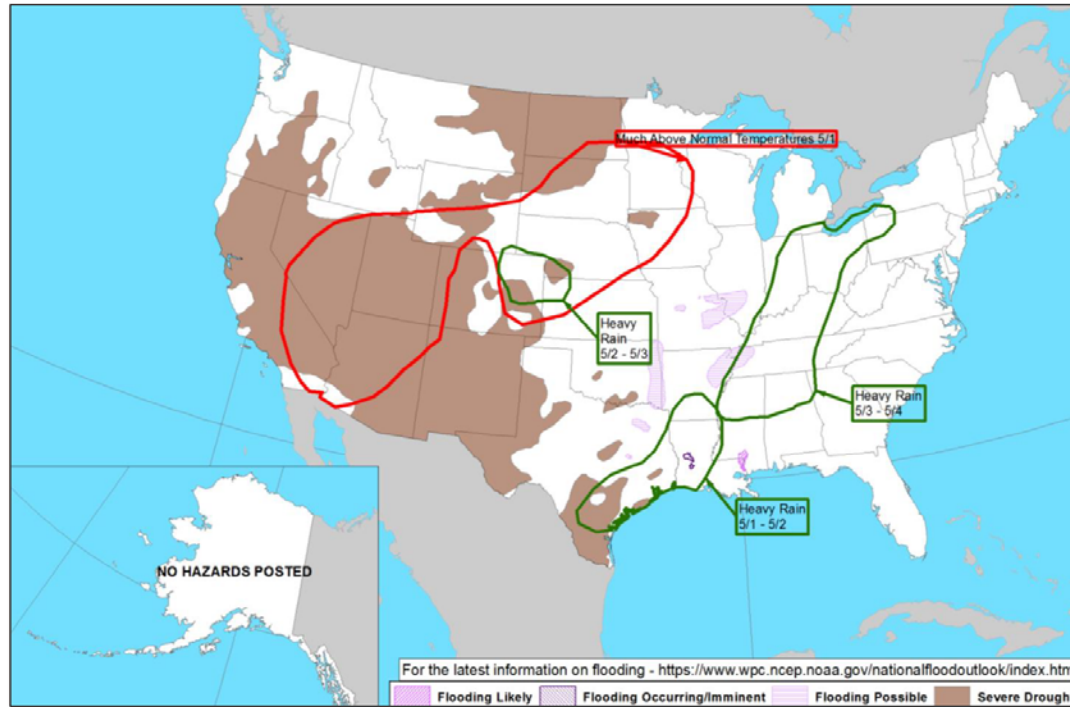 Much Above Normal Temperatures 5/1
Heavy
Rain
5/2 - 5/3
Heavy Rain
5/3 - 5/4
Heavy Rain
5/1 - 5/2
NO HAZARDS POSTED
For the latest information on flooding - https://www.wpc.ncep.noaa.gov/nationalfloodoutlook/index.htm
Flooding Likely Flooding Occurring/Imminent Flooding Possible Severe Drough